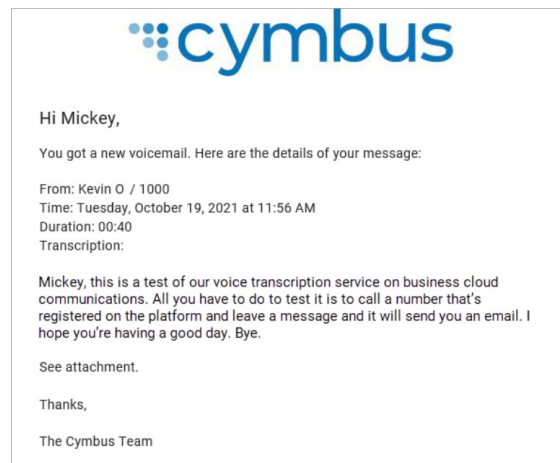 cymbus
Hi Mickey,
You got a new voicemail. Here are the details of your message:
From: Kevin O / 1000
Time: Tuesday, October 19, 2021 at 11:56 AM
Duration: 00:40
Transcription:
Mickey, this is a test of our voice transcription service on business cloud
communications. All you have to do to test it is to call a number that's
registered on the platform and leave a message and it will send you an email. I
hope you're having a good day. Bye.
See attachment.
Thanks,
The Cymbus Team